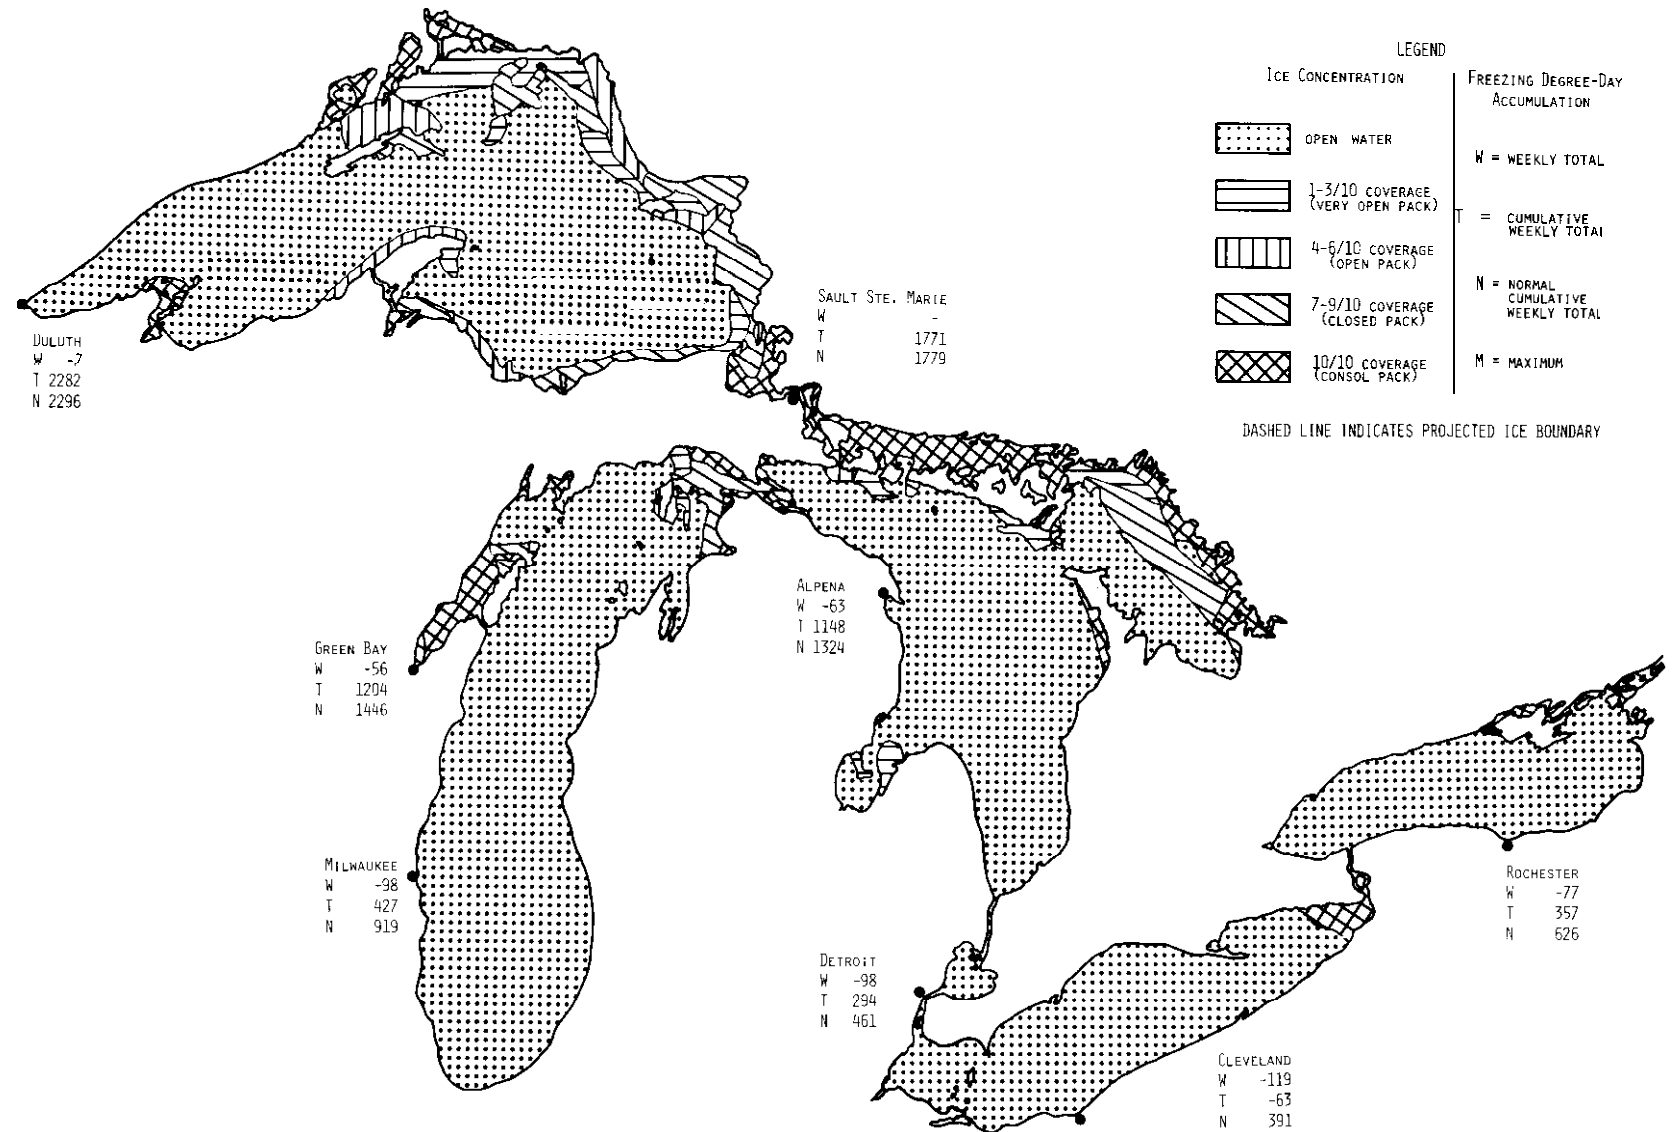 LEGEND
ICE CONCENTRATION
OPEN WATER
1-3/10 COVERAGE
(VERY OPEN PACK)
4-6/10 COVERAGE
(OPEN PACK)
7-9/10 COVERAGE
(CLOSED PACK)
10/10 COVERAGE
(CONSOL PACK)
FREEZING DEGREE-DAY
ACCUMULATION
W = WEEKLY TOTAL
T = CUMULATIVE
WEEKLY TOTAL
N = NORMAL
CUMULATIVE
WEEKLY TOTAL
M = MAXIMUM
DASHED LINE INDICATES PROJECTED ICE BOUNDARY
DULUTH
W -7
T 2282
N 2296
SAULT STE. MARIE
W -
T 1771
N 1779
ALPENA
W -63
T 1148
N 1324
GREEN BAY
W -56
T 1204
N 1446
MILWAUKEE
W -98
T 427
N 919
DETROIT
W -98
T 294
N 461
ROCHESTER
W -77
T 357
N 626
CLEVELAND
W -119
T -63
N 391